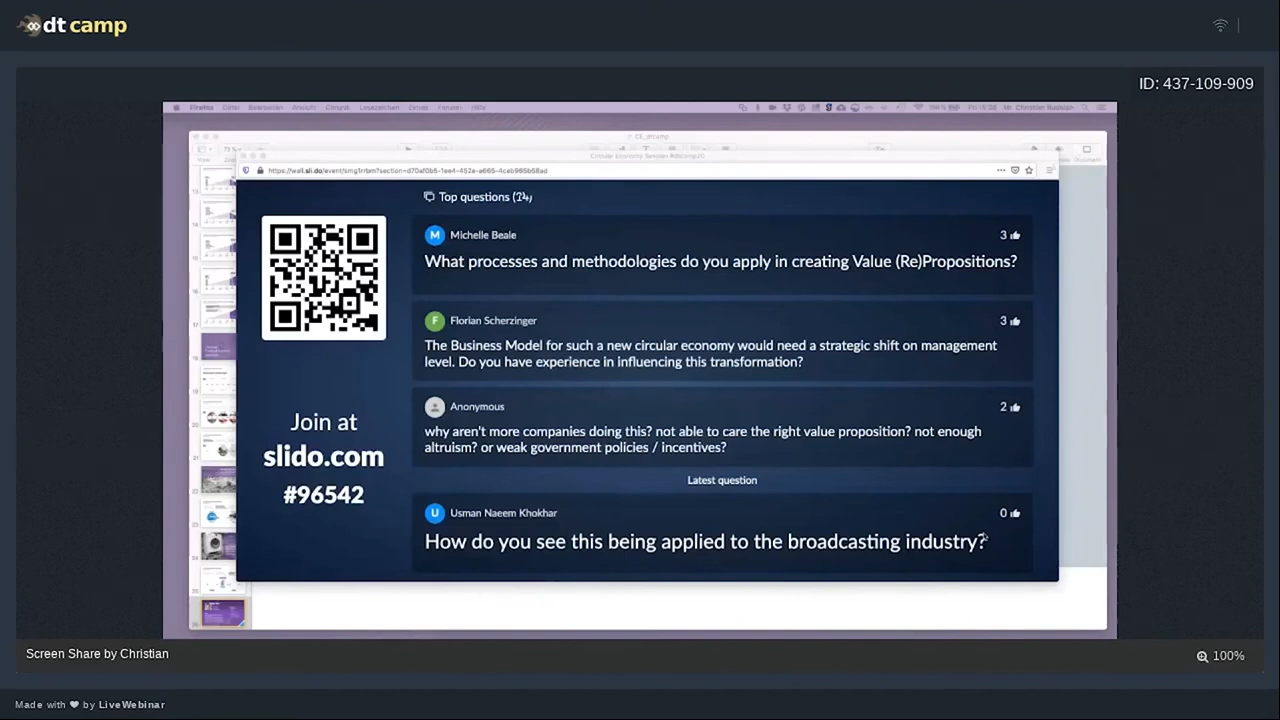 dt camp
ID: 437-109-909
Circular Economy Session #dtcamp20
Top questions (24)
M Michelle Beale 3
What processes and methodologies do you apply in creating Value (Re)Propositions?
F Florian Scherzinger 3
The Business Model for such a new circular economy would need a strategic shift on management
level. Do you have experience in influencing this transformation?
Anonymous 2
why aren't more companies doing this? not able to care the right value proposition? not enough
altruism? or weak government policies / incentives?
Latest question
U Usman Naeem Khokhar 0
How do you see this being applied to the broadcasting industry?
Join at
slido.com
#96542
Screen Share by Christian
100%
Made with by LiveWebinar